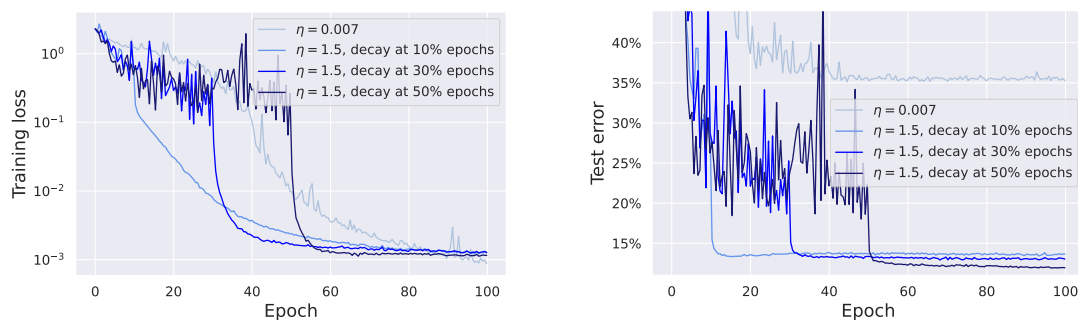 Training loss
10⁰
10⁻¹
10⁻²
10⁻³
η = 0.007
η = 1.5, decay at 10% epochs
η = 1.5, decay at 30% epochs
η = 1.5, decay at 50% epochs
0 20 40 60 80 100
Epoch
Test error
40%
35%
30%
25%
20%
15%
η = 0.007
η = 1.5, decay at 10% epochs
η = 1.5, decay at 30% epochs
η = 1.5, decay at 50% epochs
0 20 40 60 80 100
Epoch